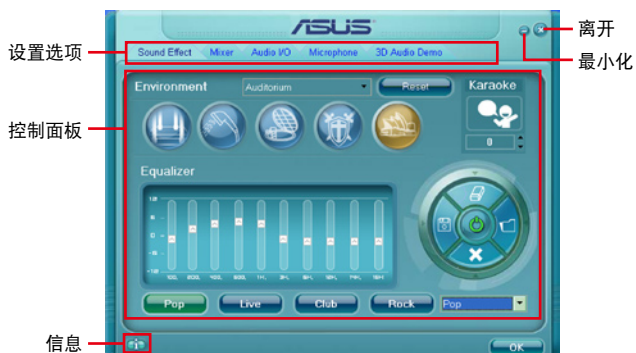 ASUS
离开
设置选项
Sound Effect Mixer Audio I/O Microphone 3D Audio Demo
最小化
Environment Auditorium Reset Karaoke
控制面板
0
Equalizer
Pop Live Club Rock Pop
信息
OK